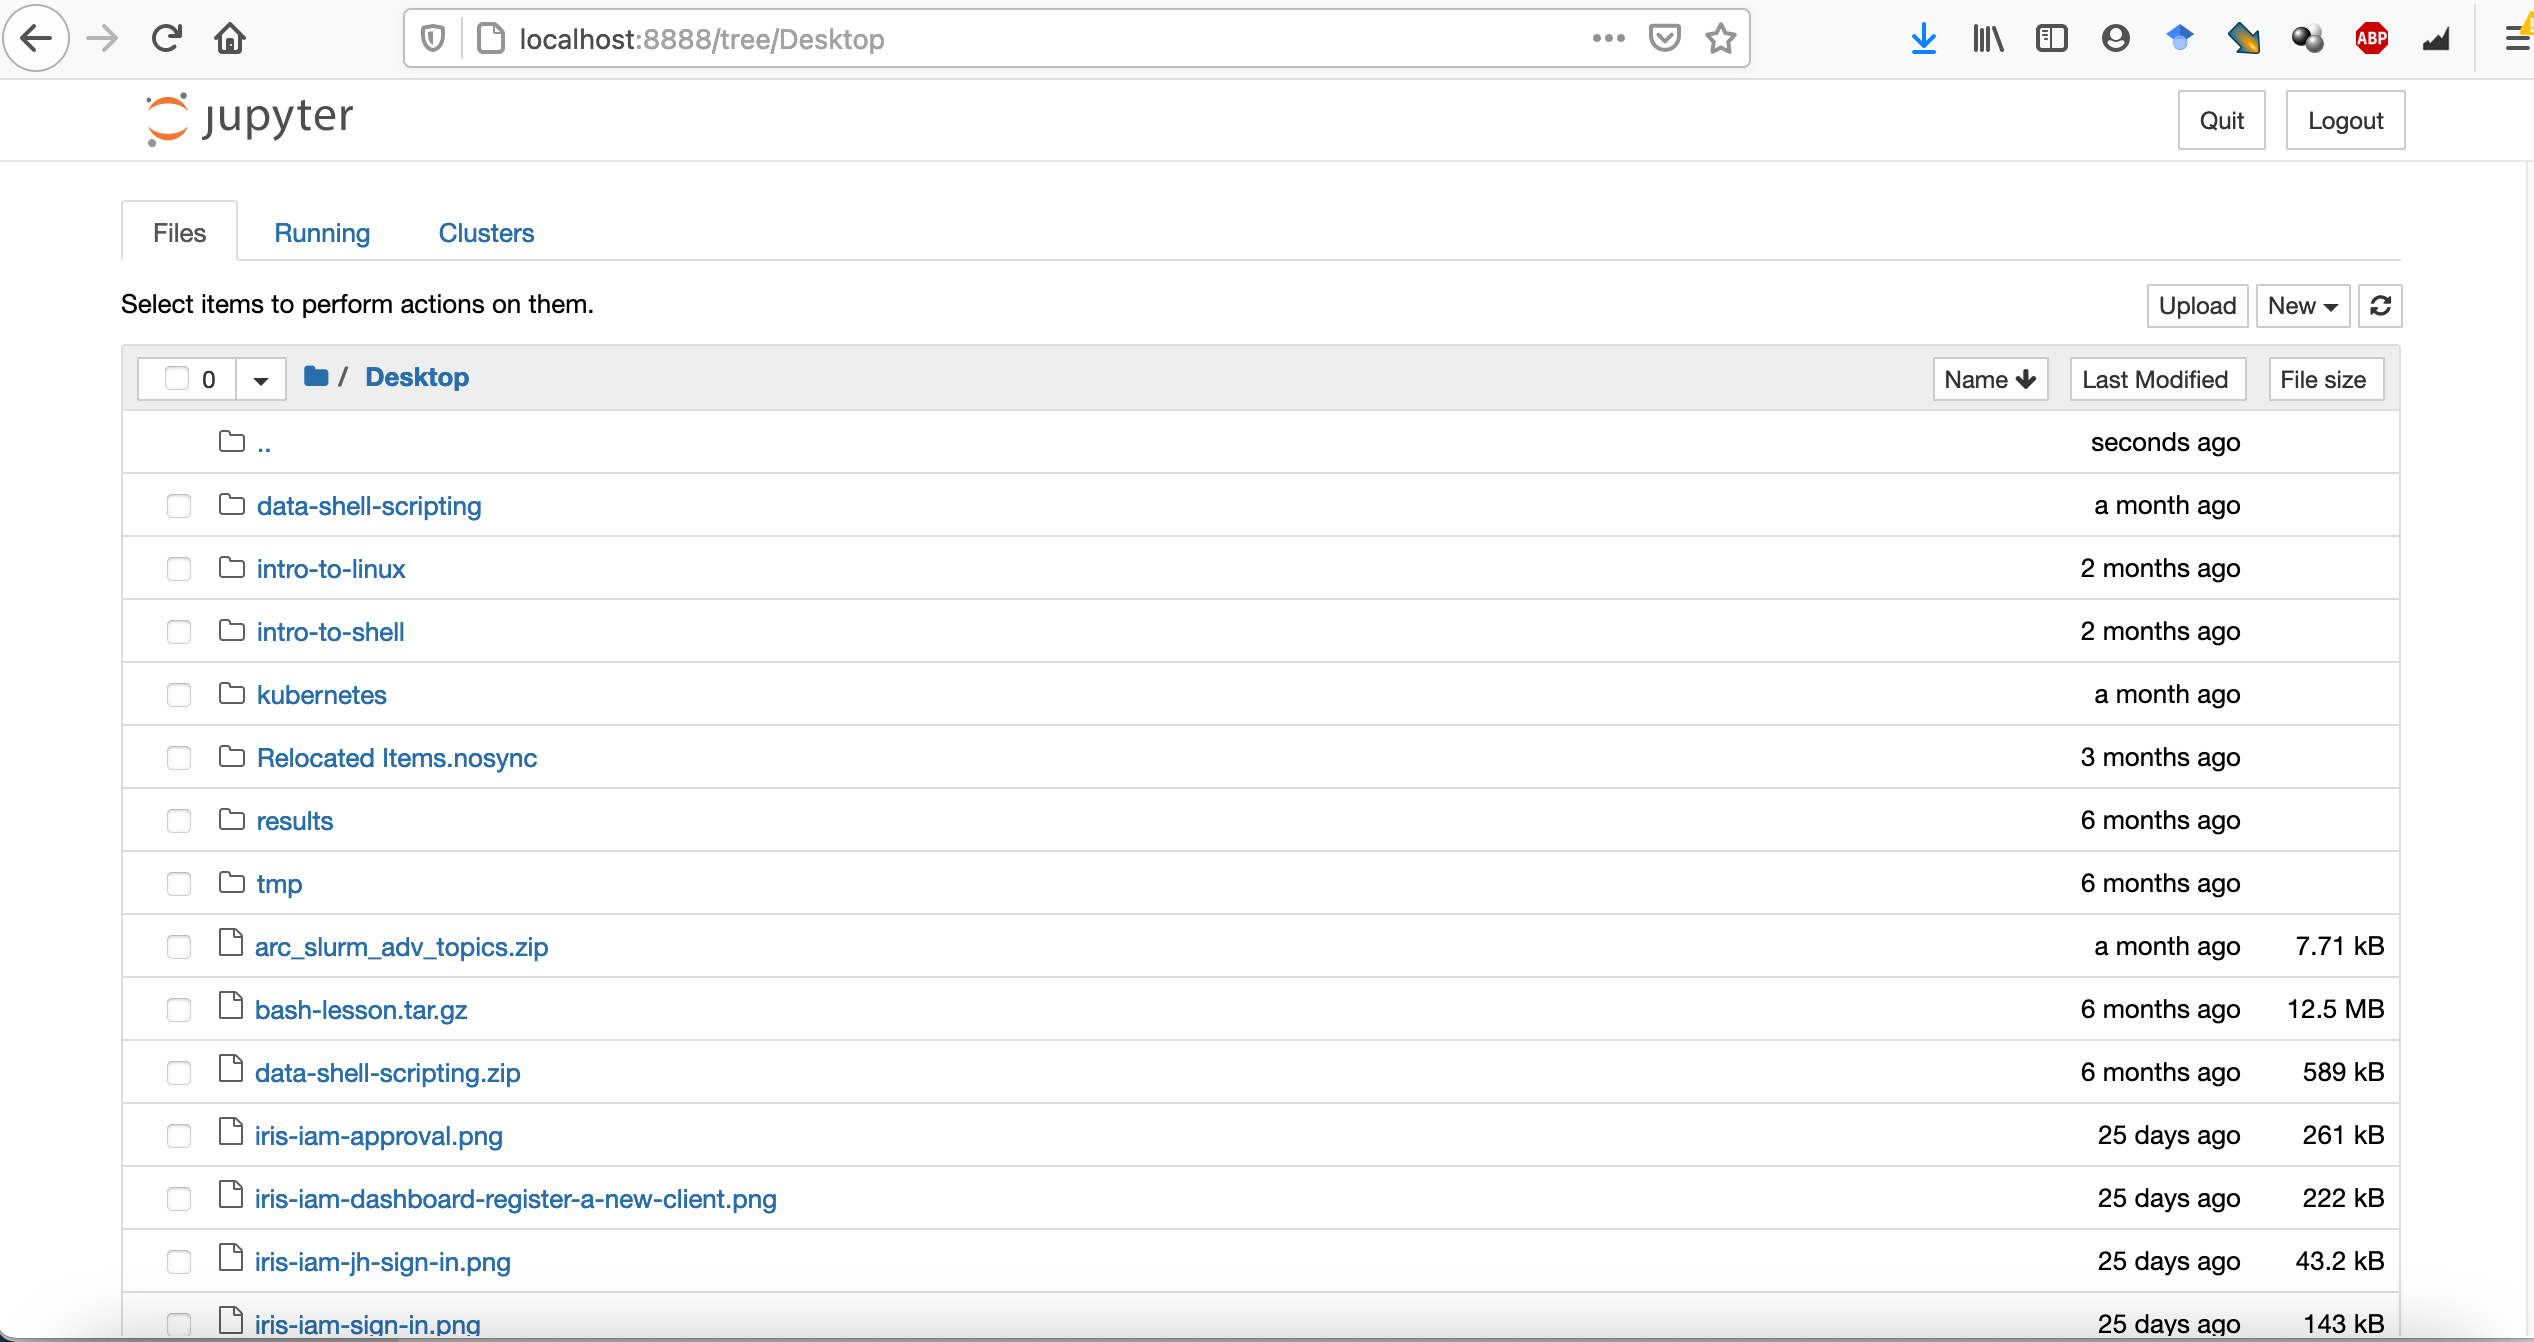 localhost:8888/tree/Desktop
ABP
jupyter
Quit Logout
Files Running Clusters
Select items to perform actions on them. Upload New
0 / Desktop Name Last Modified File size
.. seconds ago
data-shell-scripting a month ago
intro-to-linux 2 months ago
intro-to-shell 2 months ago
kubernetes a month ago
Relocated Items.nosync 3 months ago
results 6 months ago
tmp 6 months ago
arc_slurm_adv_topics.zip a month ago 7.71 kB
bash-lesson.tar.gz 6 months ago 12.5 MB
data-shell-scripting.zip 6 months ago 589 kB
iris-iam-approval.png 25 days ago 261 kB
iris-iam-dashboard-register-a-new-client.png 25 days ago 222 kB
iris-iam-jh-sign-in.png 25 days ago 43.2 kB
iris-iam-sign-in.png 25 days ago 143 kB